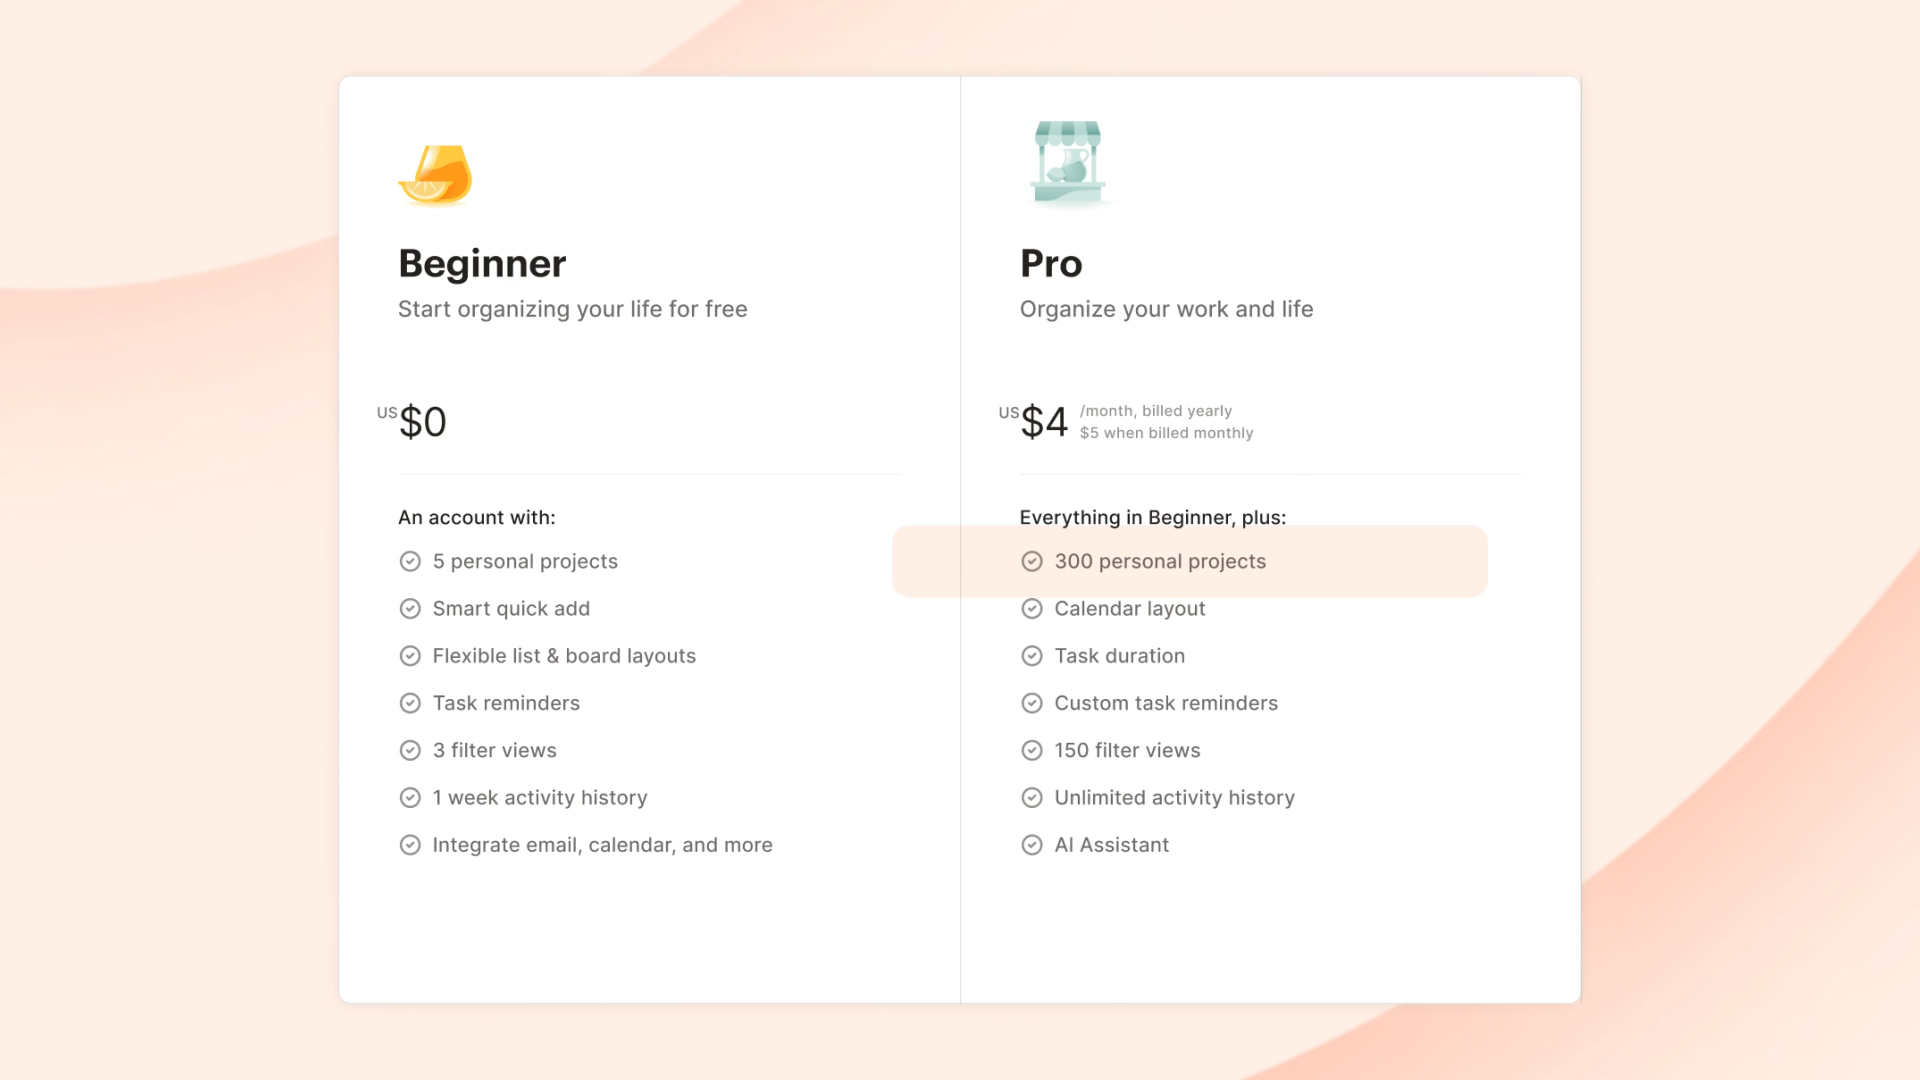 Beginner
Start organizing your life for free
US$0
An account with:
5 personal projects
Smart quick add
Flexible list & board layouts
Task reminders
3 filter views
1 week activity history
Integrate email, calendar, and more
Pro
Organize your work and life
US$4 /month, billed yearly
$5 when billed monthly
Everything in Beginner, plus:
300 personal projects
Calendar layout
Task duration
Custom task reminders
150 filter views
Unlimited activity history
AI Assistant